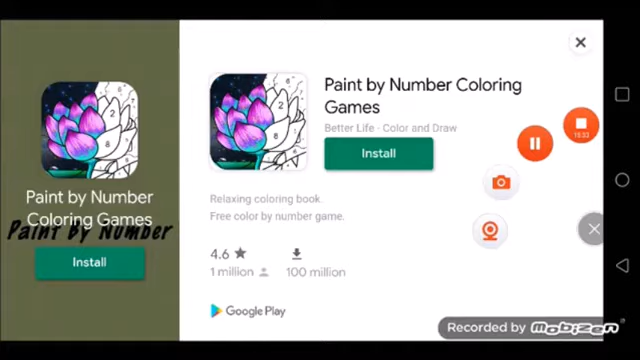 Paint by Number
Coloring Games
Paint by Number
Install
Paint by Number Coloring
Games
Better Life - Color and Draw
Install
Relaxing coloring book.
Free color by number game.
4.6
1 million
100 million
Google Play
15:33
Recorded by Mobizen